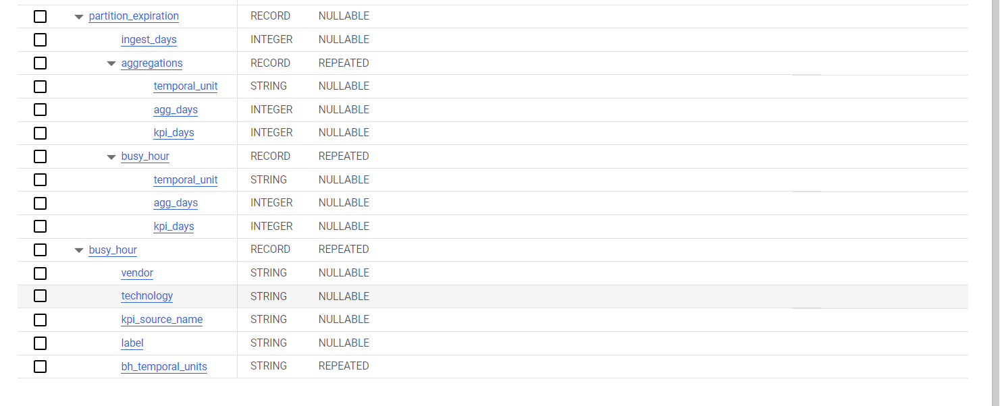 partition_expiration RECORD NULLABLE
ingest_days INTEGER NULLABLE
aggregations RECORD REPEATED
temporal_unit STRING NULLABLE
agg_days INTEGER NULLABLE
kpi_days INTEGER NULLABLE
busy_hour RECORD REPEATED
temporal_unit STRING NULLABLE
agg_days INTEGER NULLABLE
kpi_days INTEGER NULLABLE
busy_hour RECORD REPEATED
vendor STRING NULLABLE
technology STRING NULLABLE
kpi_source_name STRING NULLABLE
label STRING NULLABLE
bh_temporal_units STRING REPEATED